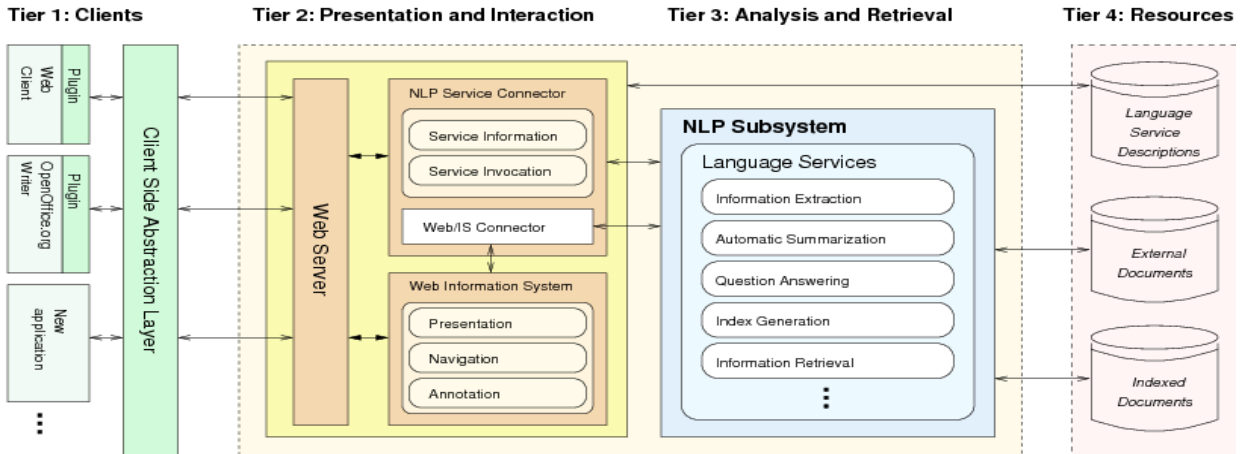 Tier 1: Clients
Tier 2: Presentation and Interaction
Tier 3: Analysis and Retrieval
Tier 4: Resources
Web
Client
Plugin
OpenOffice.org
Writer
Plugin
New
application
...
Client Side Abstraction Layer
Web Server
NLP Service Connector
Service Information
Service Invocation
Web/IS Connector
Web Information System
Presentation
Navigation
Annotation
NLP Subsystem
Language Services
Information Extraction
Automatic Summarization
Question Answering
Index Generation
Information Retrieval
...
Language
Service
Descriptions
External
Documents
Indexed
Documents